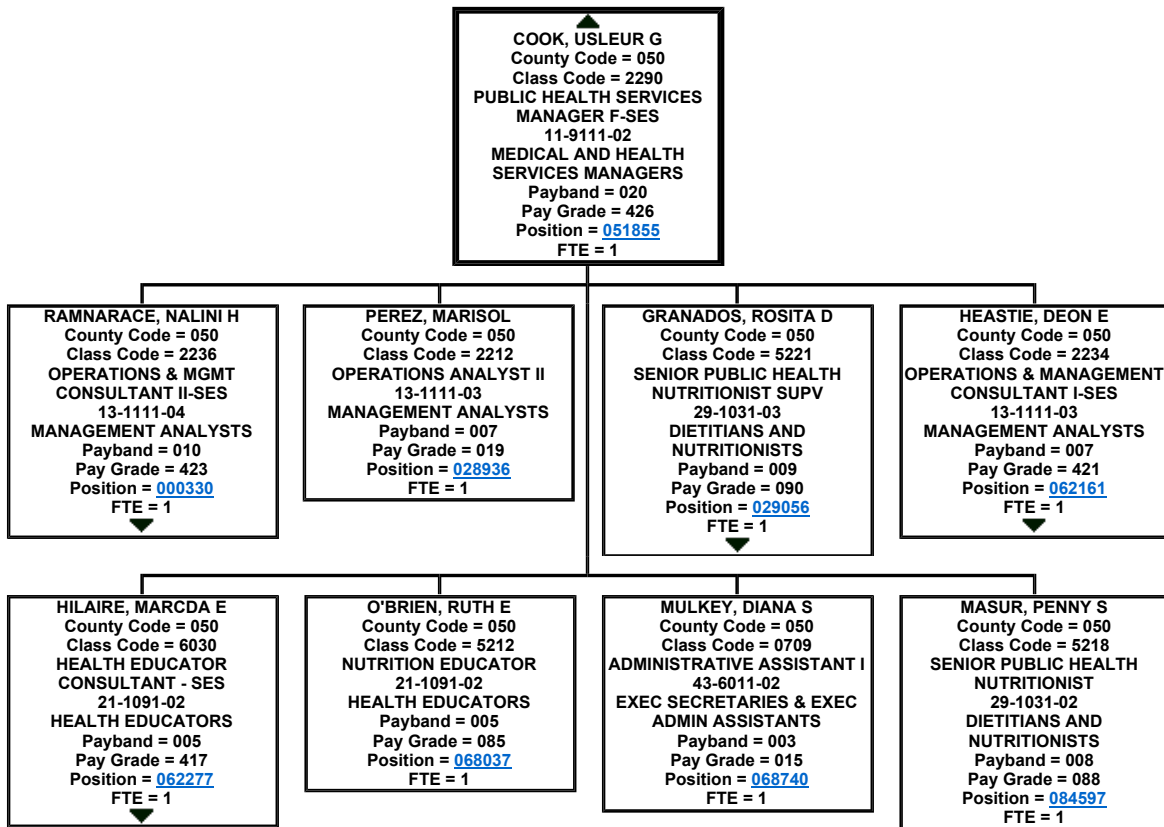 COOK, USLEUR G
County Code = 050
Class Code = 2290
PUBLIC HEALTH SERVICES
MANAGER F-SES
11-9111-02
MEDICAL AND HEALTH
SERVICES MANAGERS
Payband = 020
Pay Grade = 426
Position = 051855
FTE = 1
RAMNARACE, NALINI H
County Code = 050
Class Code = 2236
OPERATIONS & MGMT
CONSULTANT II-SES
13-1111-04
MANAGEMENT ANALYSTS
Payband = 010
Pay Grade = 423
Position = 000330
FTE = 1
PEREZ, MARISOL
County Code = 050
Class Code = 2212
OPERATIONS ANALYST II
13-1111-03
MANAGEMENT ANALYSTS
Payband = 007
Pay Grade = 019
Position = 028936
FTE = 1
GRANADOS, ROSITA D
County Code = 050
Class Code = 5221
SENIOR PUBLIC HEALTH
NUTRITIONIST SUPV
29-1031-03
DIETITIANS AND
NUTRITIONISTS
Payband = 009
Pay Grade = 090
Position = 029056
FTE = 1
HEASTIE, DEON E
County Code = 050
Class Code = 2234
OPERATIONS & MANAGEMENT
CONSULTANT I-SES
13-1111-03
MANAGEMENT ANALYSTS
Payband = 007
Pay Grade = 421
Position = 062161
FTE = 1
HILAIRE, MARCDA E
County Code = 050
Class Code = 6030
HEALTH EDUCATOR
CONSULTANT - SES
21-1091-02
HEALTH EDUCATORS
Payband = 005
Pay Grade = 417
Position = 062277
FTE = 1
O'BRIEN, RUTH E
County Code = 050
Class Code = 5212
NUTRITION EDUCATOR
21-1091-02
HEALTH EDUCATORS
Payband = 005
Pay Grade = 085
Position = 068037
FTE = 1
MULKEY, DIANA S
County Code = 050
Class Code = 0709
ADMINISTRATIVE ASSISTANT I
43-6011-02
EXEC SECRETARIES & EXEC
ADMIN ASSISTANTS
Payband = 003
Pay Grade = 015
Position = 068740
FTE = 1
MASUR, PENNY S
County Code = 050
Class Code = 5218
SENIOR PUBLIC HEALTH
NUTRITIONIST
29-1031-02
DIETITIANS AND
NUTRITIONISTS
Payband = 008
Pay Grade = 088
Position = 084597
FTE = 1